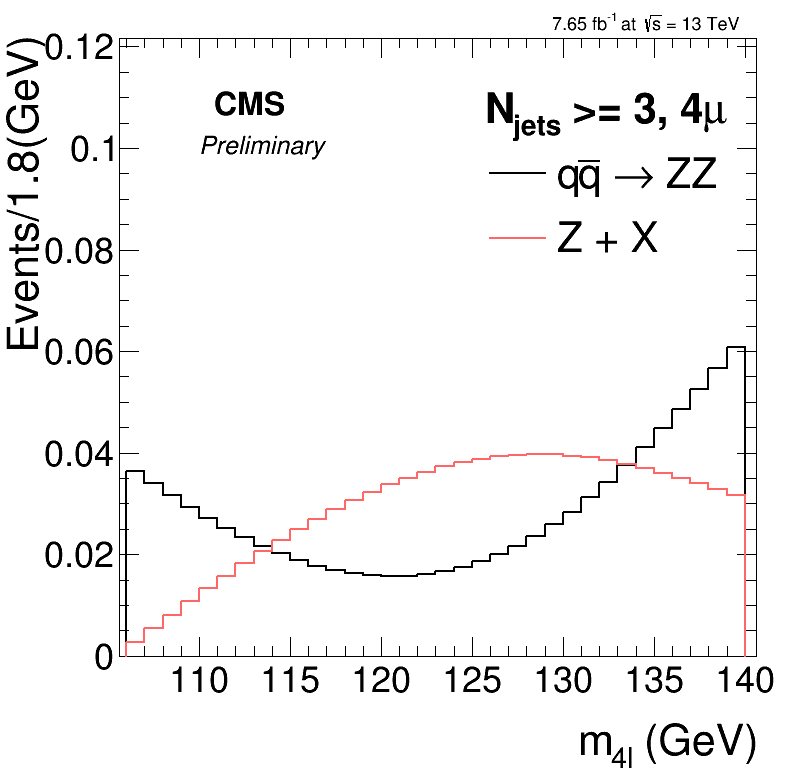 7.65 fb⁻¹ at √s = 13 TeV
CMS
Preliminary
N_jets >= 3, 4μ
qq̅ → ZZ
Z + X
Events/1.8(GeV)
0.12
0.1
0.08
0.06
0.04
0.02
0
110 115 120 125 130 135 140
m_4l (GeV)